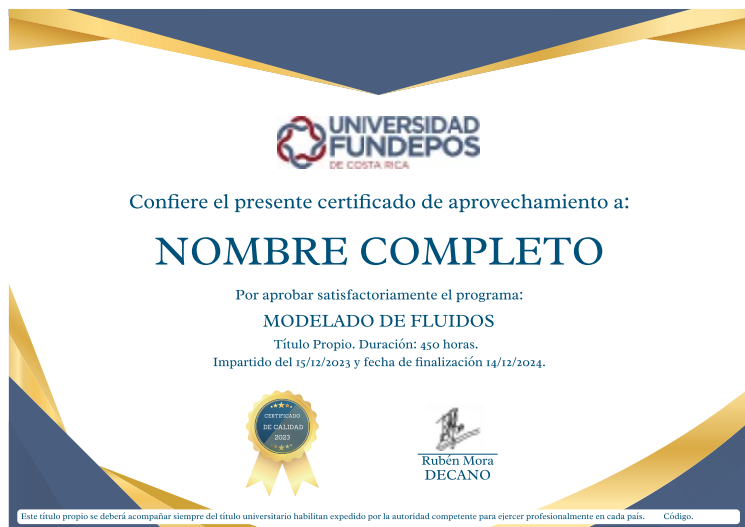 UNIVERSIDAD
FUNDEPOS
DE COSTA RICA
Confiere el presente certificado de aprovechamiento a:
NOMBRE COMPLETO
Por aprobar satisfactoriamente el programa:
MODELADO DE FLUIDOS
Título Propio. Duración: 450 horas.
Impartido del 15/12/2023 y fecha de finalización 14/12/2024.
CERTIFICADO
DE CALIDAD
2023
Rubén Mora
DECANO
Este título propio se deberá acompañar siempre del título universitario habilitan expedido por la autoridad competente para ejercer profesionalmente en cada país. Código.